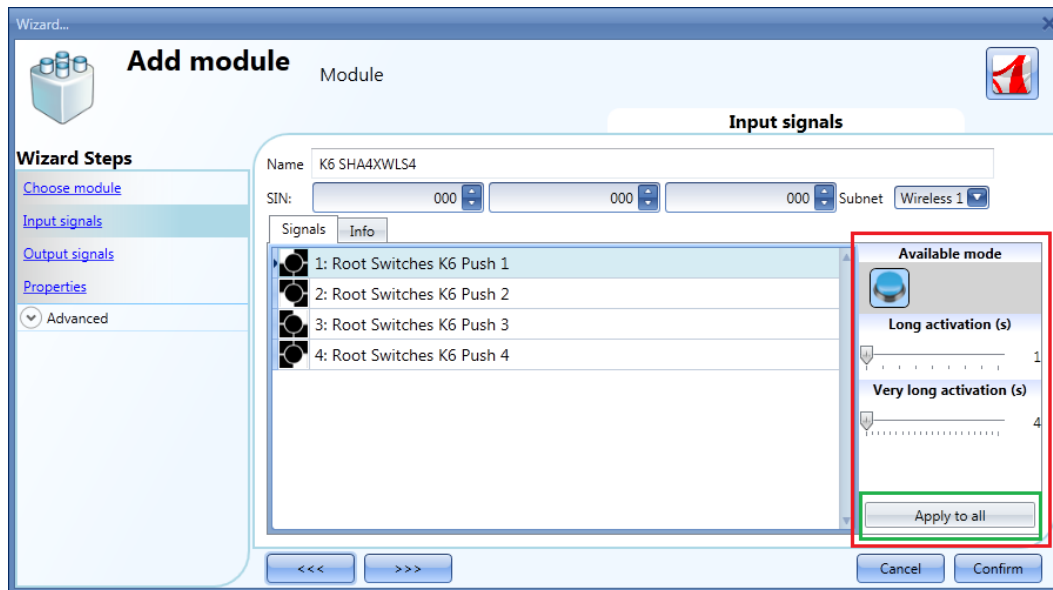 Wizard...
Add module
Module
Input signals
Wizard Steps
Choose module
Input signals
Output signals
Properties
Advanced
Name K6 SHA4XWLS4
SIN: 000 000 000 Subnet Wireless 1
Signals Info
1: Root Switches K6 Push 1
2: Root Switches K6 Push 2
3: Root Switches K6 Push 3
4: Root Switches K6 Push 4
Available mode
Long activation (s)
1
Very long activation (s)
4
Apply to all
<<< >>> Cancel Confirm